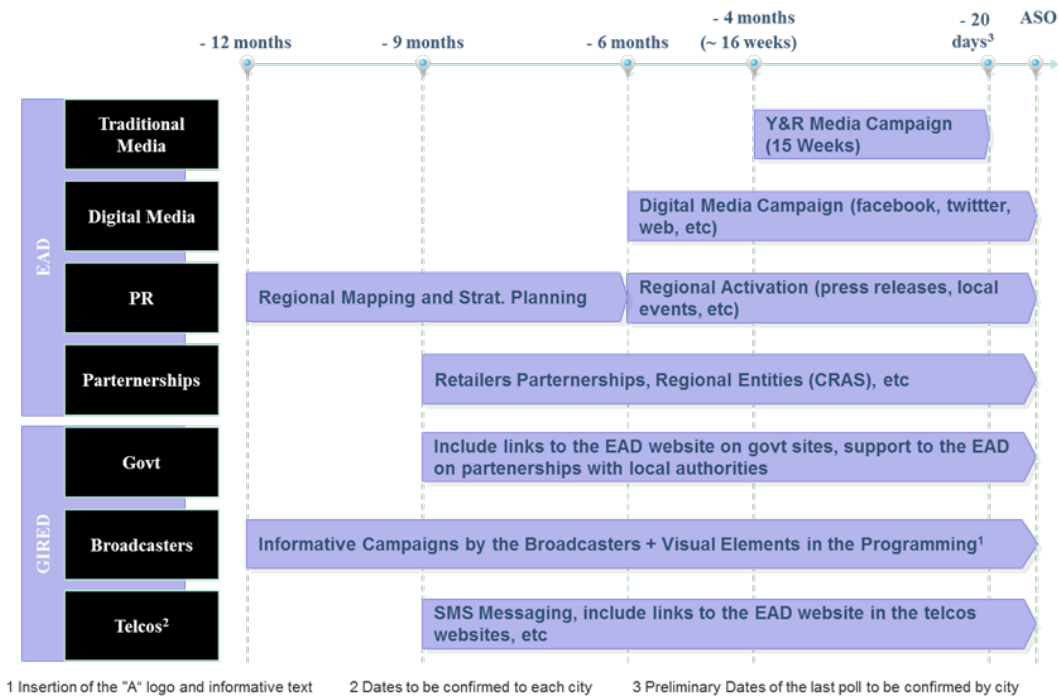 - 4 months
- 20
ASO
- 12 months
- 9 months
- 6 months
(~ 16 weeks)
days3
EAD
Traditional
Media
Y&R Media Campaign
(15 Weeks)
Digital Media
Digital Media Campaign (facebook, twittter,
web, etc)
PR
Regional Mapping and Strat. Planning
Regional Activation (press releases, local
events, etc)
Parternerships
Retailers Parternerships, Regional Entities (CRAS), etc
GIRED
Govt
Include links to the EAD website on govt sites, support to the EAD
on partenerships with local authorities
Broadcasters
Informative Campaigns by the Broadcasters + Visual Elements in the Programming1
Telcos2
SMS Messaging, include links to the EAD website in the telcos
websites, etc
1 Insertion of the "A" logo and informative text
2 Dates to be confirmed to each city
3 Preliminary Dates of the last poll to be confirmed by city